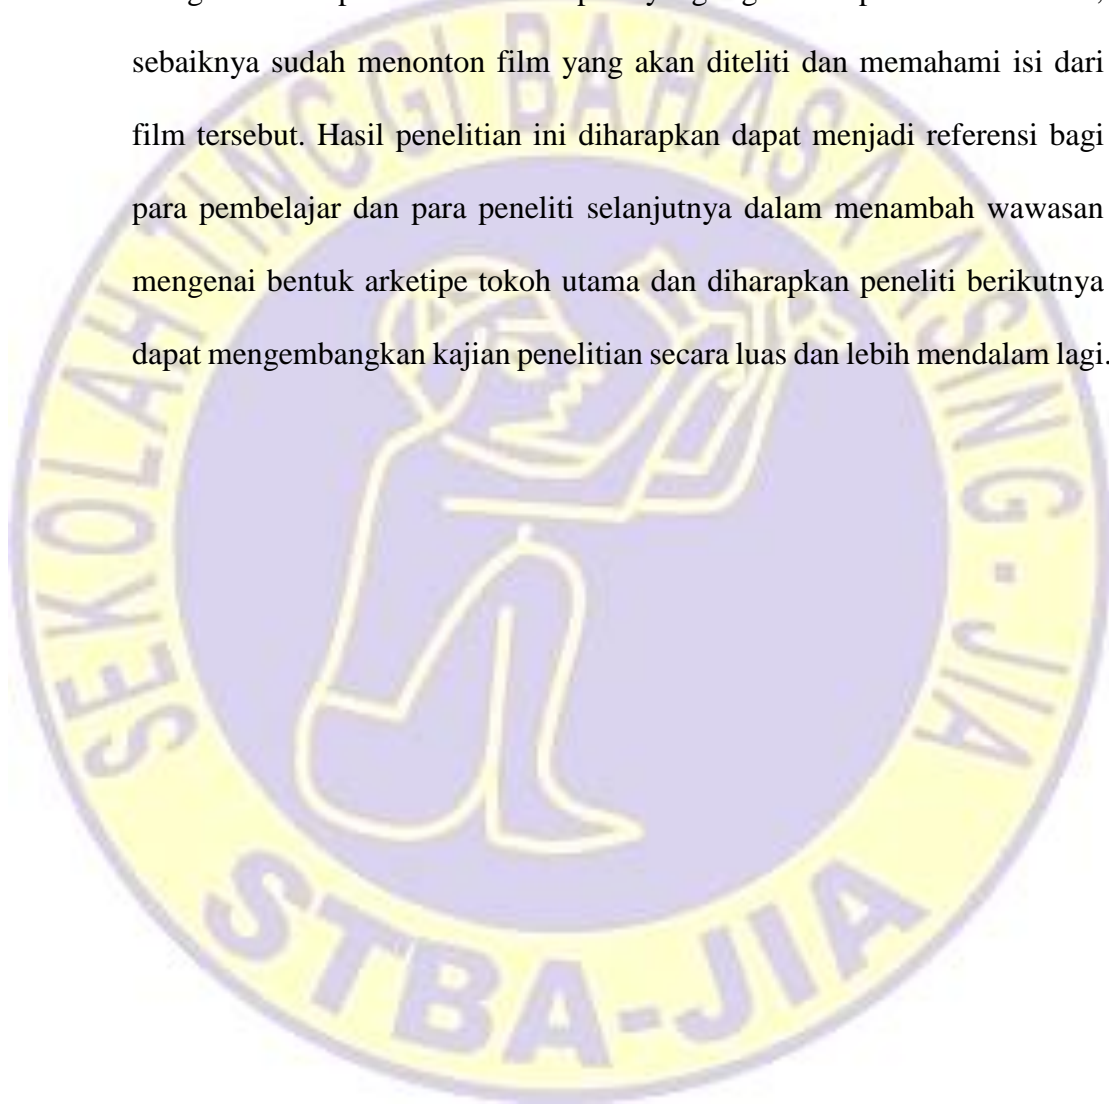 sebaiknya sudah menonton film yang akan diteliti dan memahami isi dari
film tersebut. Hasil penelitian ini diharapkan dapat menjadi referensi bagi
para pembelajar dan para peneliti selanjutnya dalam menambah wawasan
mengenai bentuk arketipe tokoh utama dan diharapkan peneliti berikutnya
dapat mengembangkan kajian penelitian secara luas dan lebih mendalam lagi.
SEKOLAH TINGGI BAHASA ASING - JIA
STBA-JIA